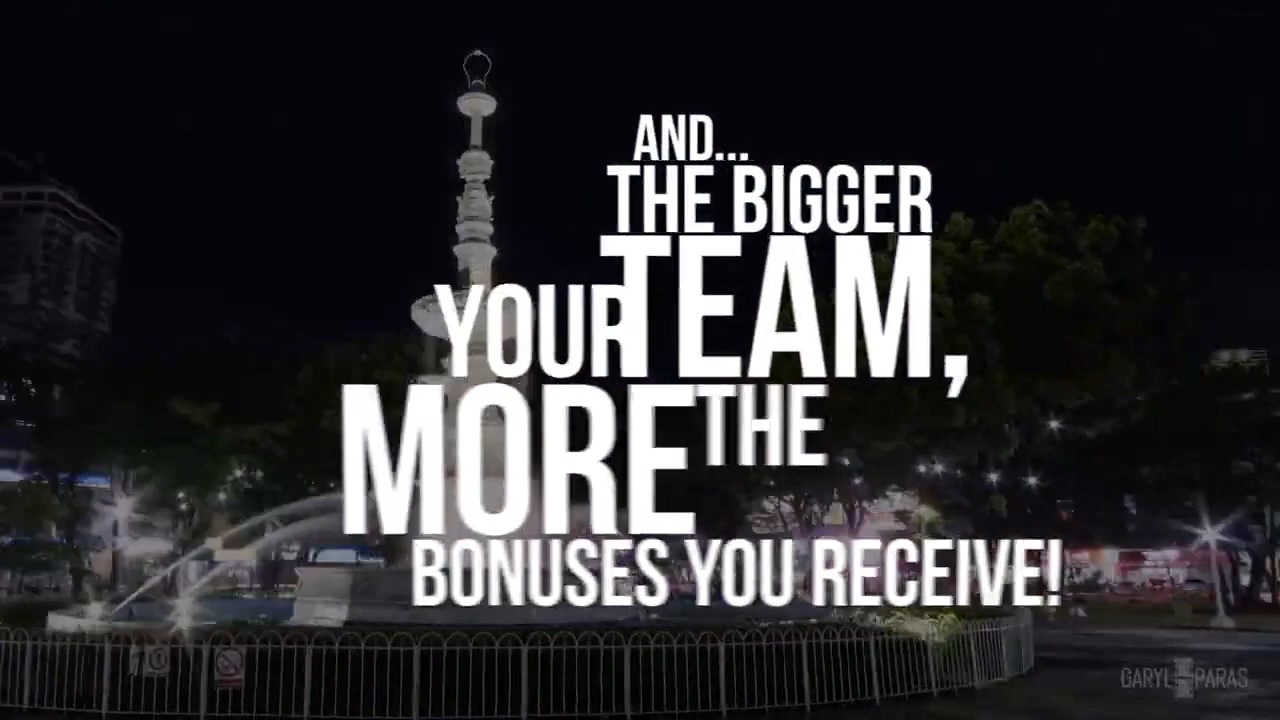 AND...
THE BIGGER
YOUR TEAM,
MORE THE
BONUSES YOU RECEIVE!
GARYL PARAS